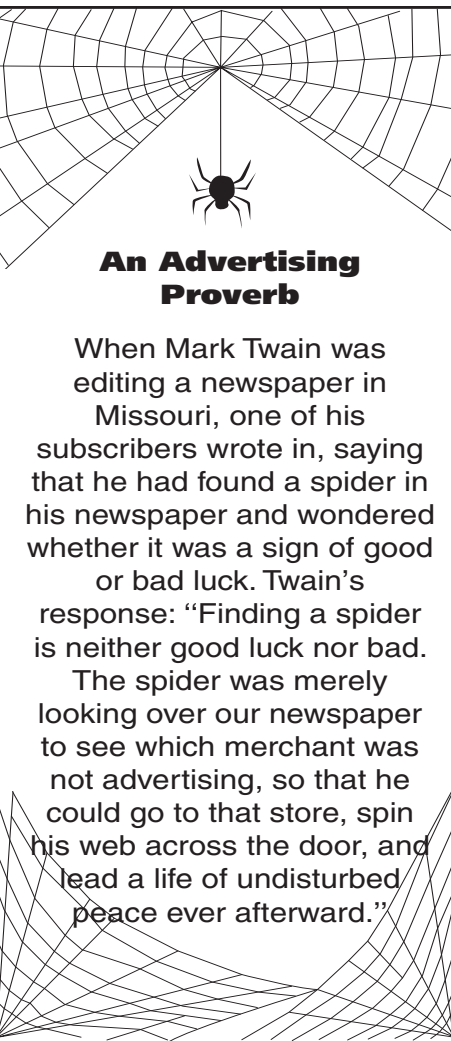 An Advertising
Proverb
When Mark Twain was
editing a newspaper in
Missouri, one of his
subscribers wrote in, saying
that he had found a spider in
his newspaper and wondered
whether it was a sign of good
or bad luck. Twain’s
response: ‘‘Finding a spider
is neither good luck nor bad.
The spider was merely
looking over our newspaper
to see which merchant was
not advertising, so that he
could go to that store, spin
his web across the door, and
lead a life of undisturbed
peace ever afterward.’’